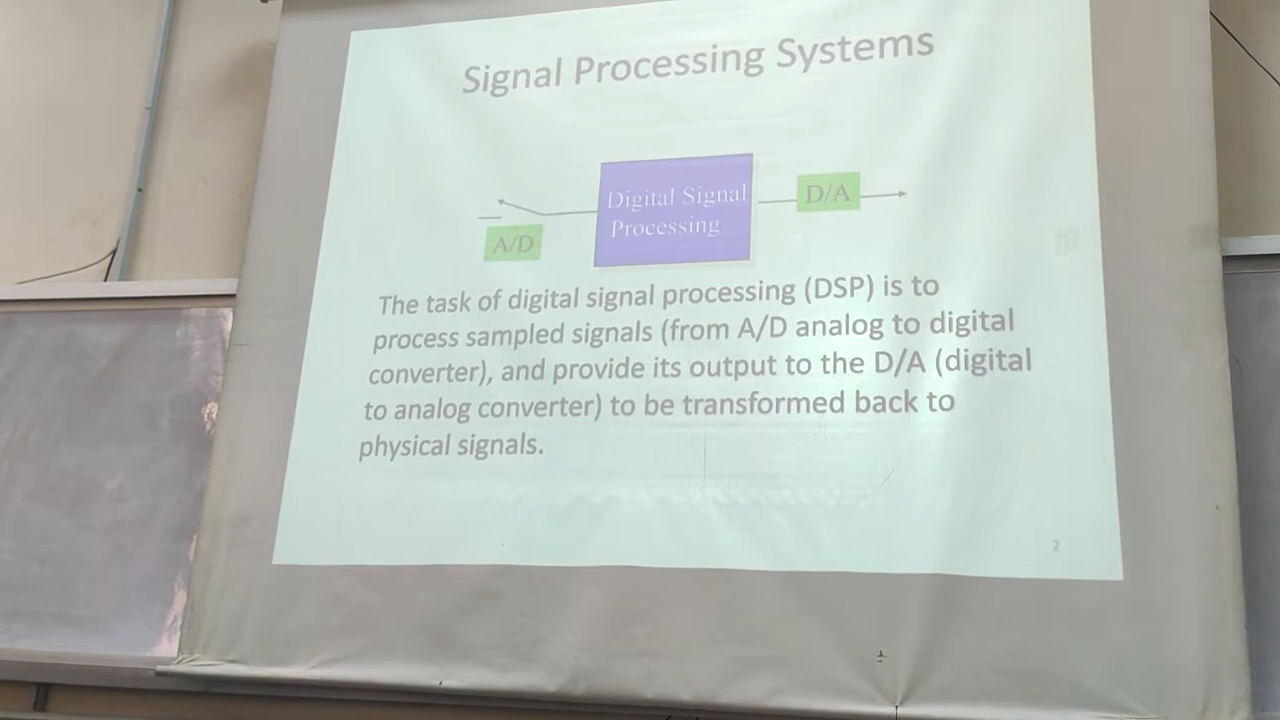 Signal Processing Systems
Digital Signal
Processing
D/A
A/D
The task of digital signal processing (DSP) is to
process sampled signals (from A/D analog to digital
converter), and provide its output to the D/A (digital
to analog converter) to be transformed back to
physical signals.
2